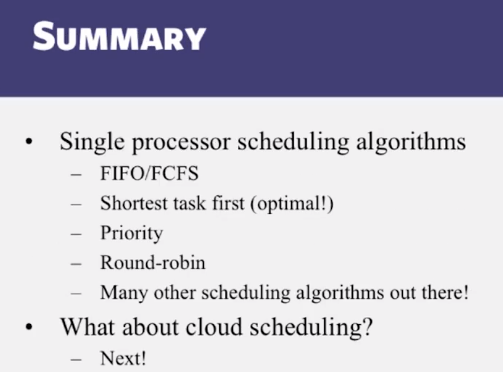 SUMMARY
• Single processor scheduling algorithms
– FIFO/FCFS
– Shortest task first (optimal!)
– Priority
– Round-robin
– Many other scheduling algorithms out there!
• What about cloud scheduling?
– Next!